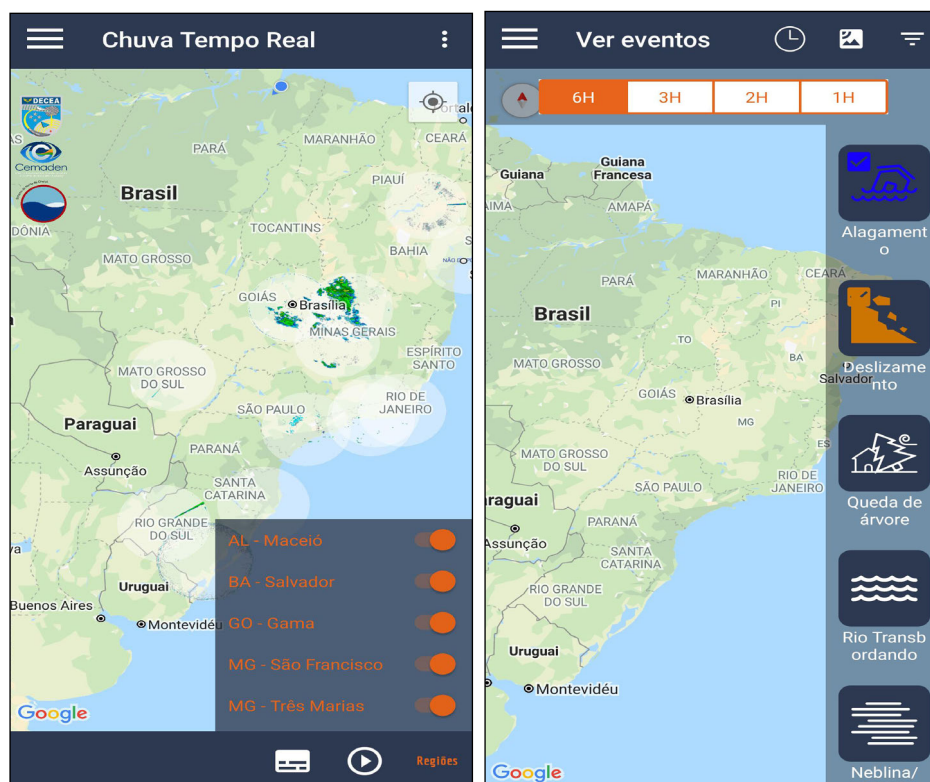 Chuva Tempo Real
DECEA
Cemaden
PARÁ
MARANHÃO
CEARÁ
PIAUÍ
Brasil
TOCANTINS
DÔNIA
BAHIA
MATO GROSSO
GOIÁS
Brasília
MINAS GERAIS
ESPÍRITO
SANTO
MATO GROSSO
DO SUL
RIO DE
JANEIRO
SÃO PAULO
Paraguai
PARANÁ
Assunção
SANTA
CATARINA
RIO GRANDE
DO SUL
AL - Maceió
BA - Salvador
Uruguai
Buenos Aires
Montevidéu
GO - Gama
MG - São Francisco
MG - Três Marias
Google
Regiões
Ver eventos
6H
3H
2H
1H
Guiana
Guiana
Francesa
AIMA
AMAPÁ
Alagament
o
PARÁ
MARANHÃO
CEARÁ
PI
Brasil
TO
MATO GROSSO
BA
Salvador
Deslizame
nto
GOIÁS
Brasília
MG
MATO GROSSO
DO SUL
ES
SÃO PAULO
RIO DE
JANEIRO
raguai
Queda de
árvore
PARANÁ
Assunção
SANTA
CATARINA
RIO GRANDE
DO SUL
Uruguai
Rio Transb
ordando
Montevidéu
Google
Neblina/